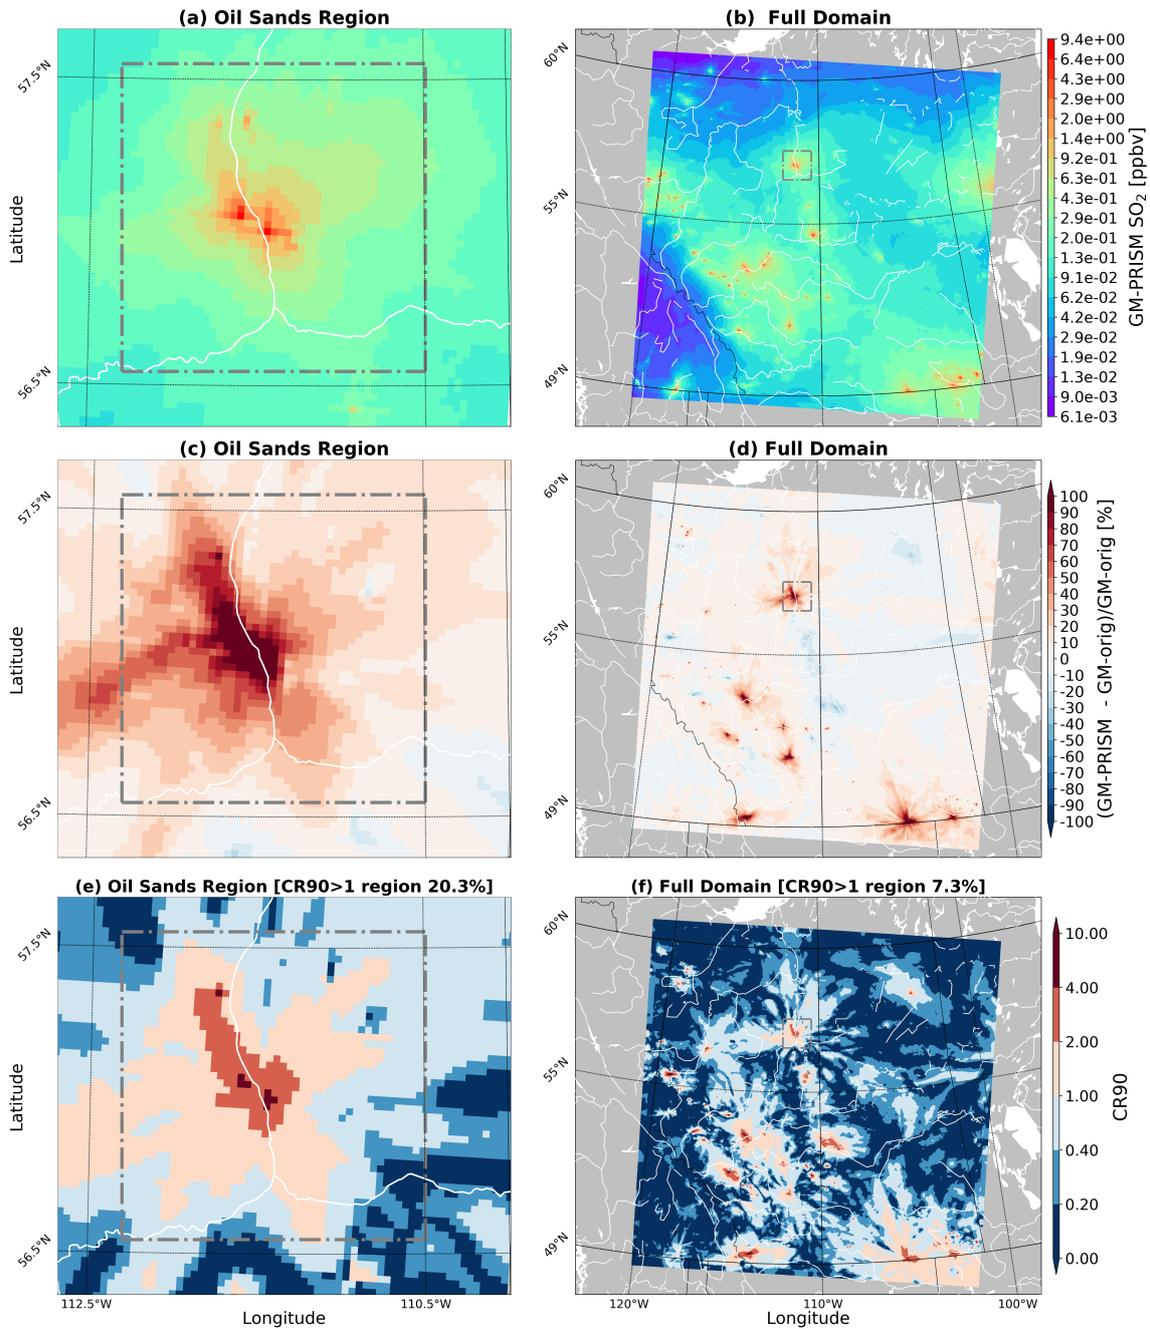 (a) Oil Sands Region
(b) Full Domain
57.5°N
56.5°N
Latitude
60°N
55°N
49°N
9.4e+00
6.4e+00
4.3e+00
2.9e+00
2.0e+00
1.4e+00
9.2e-01
6.3e-01
4.3e-01
2.9e-01
2.0e-01
1.3e-01
9.1e-02
6.2e-02
4.2e-02
2.9e-02
1.9e-02
1.3e-02
9.0e-03
6.1e-03
GM-PRISM SO₂ [ppbv]
(c) Oil Sands Region
(d) Full Domain
57.5°N
56.5°N
Latitude
60°N
55°N
49°N
100
90
80
70
60
50
40
30
20
10
0
-10
-20
-30
-40
-50
-60
-70
-80
-90
-100
(GM-PRISM - GM-orig)/GM-orig [%]
(e) Oil Sands Region [CR90>1 region 20.3%]
(f) Full Domain [CR90>1 region 7.3%]
57.5°N
56.5°N
Latitude
60°N
55°N
49°N
10.00
4.00
2.00
1.00
0.40
0.20
0.00
CR90
112.5°W
110.5°W
Longitude
120°W
110°W
100°W
Longitude